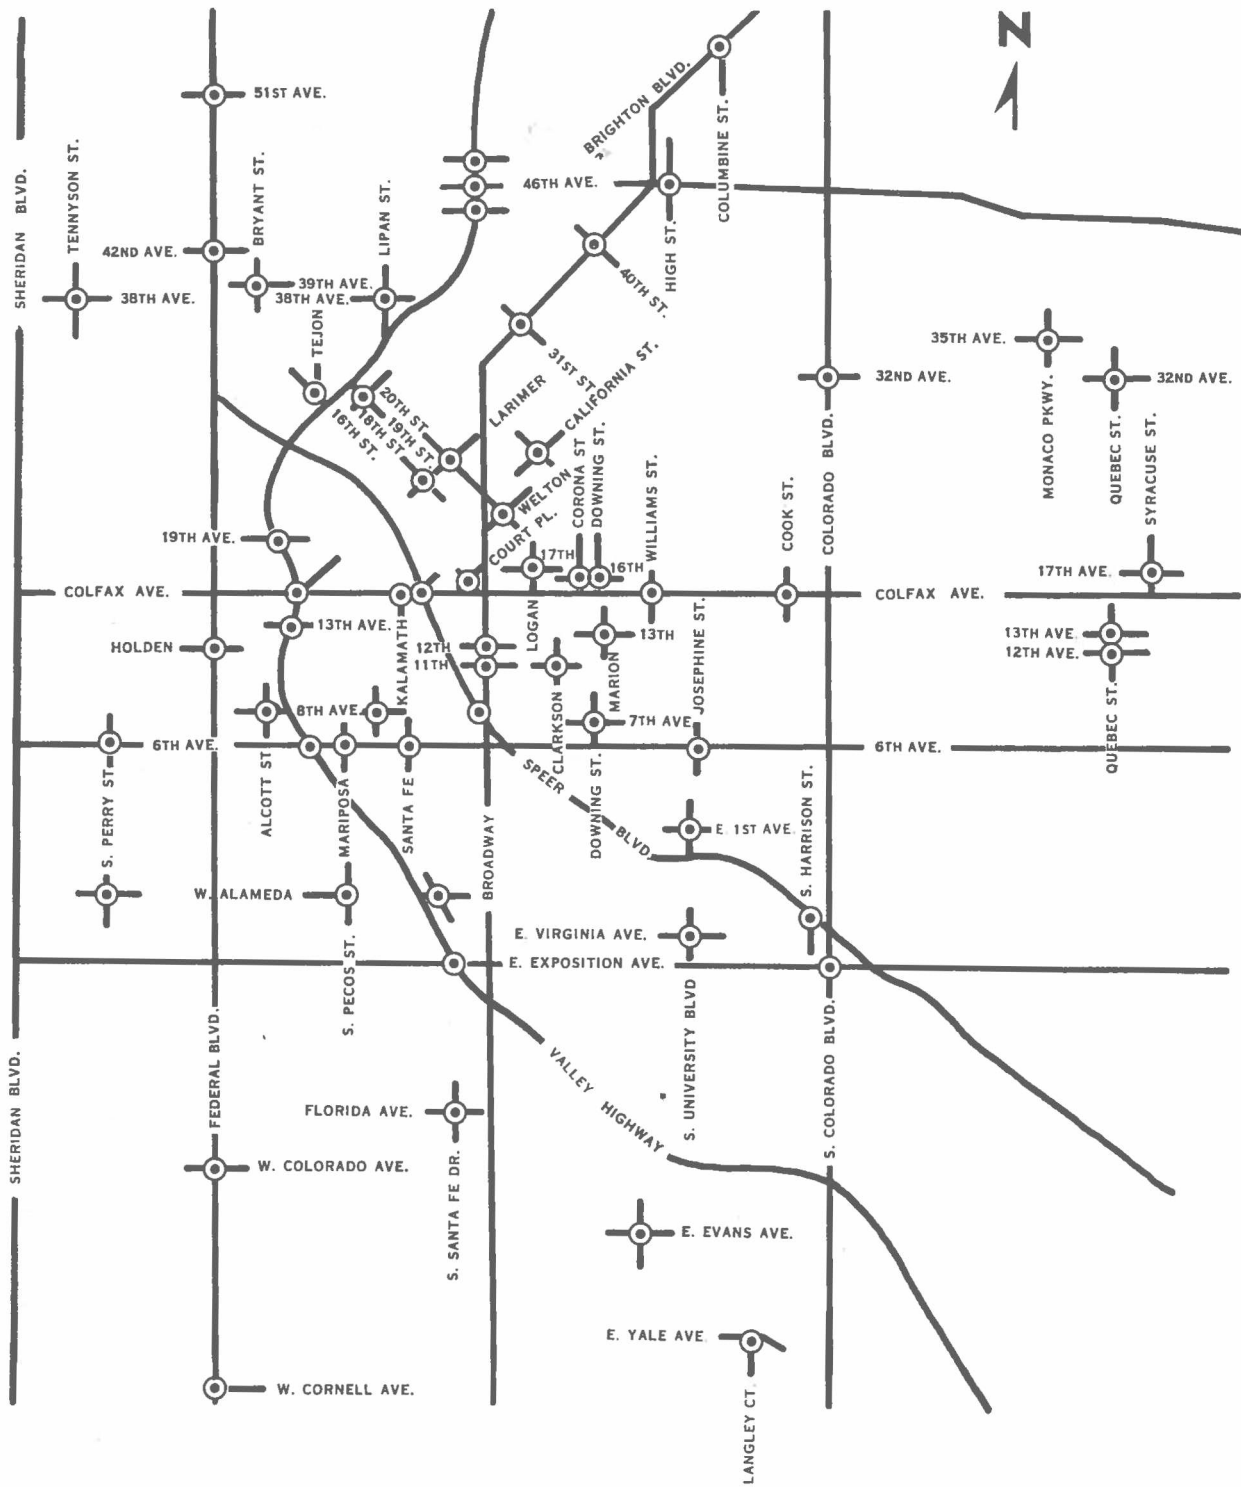 N
BRIGHTON BLVD.
51ST AVE.
COLUMBINE ST.
TENNYSON ST.
BRYANT ST.
LIPAN ST.
46TH AVE.
SHERIDAN BLVD.
HIGH ST.
42ND AVE.
40TH ST.
39TH AVE.
38TH AVE.
38TH AVE.
TEJON
31ST ST.
CALIFORNIA ST.
35TH AVE.
MONACO PKWY.
32ND AVE.
32ND AVE.
QUEBEC ST.
SYRACUSE ST.
LARIMER
20TH ST.
19TH ST.
18TH ST.
16TH ST.
COLORADO BLVD.
WELTON
COURT PL.
CORONA ST
DOWNING ST.
WILLIAMS ST.
COOK ST.
19TH AVE.
17TH
16TH
17TH AVE.
COLFAX AVE.
COLFAX AVE.
KALAMATH
LOGAN
13TH AVE.
HOLDEN
12TH
11TH
13TH
MARION
JOSEPHINE ST.
13TH AVE.
12TH AVE.
QUEBEC ST.
8TH AVE.
CLARKSON
7TH AVE.
6TH AVE.
6TH AVE.
S. PERRY ST.
ALCOTT ST
MARIPOSA
SANTA FE
SPEER BLVD.
DOWNING ST.
BROADWAY
E. 1ST AVE.
S. HARRISON ST.
W. ALAMEDA
E. VIRGINIA AVE.
S. PECOS ST.
E. EXPOSITION AVE.
S. UNIVERSITY BLVD
S. COLORADO BLVD.
FEDERAL BLVD.
SHERIDAN BLVD.
VALLEY HIGHWAY
FLORIDA AVE.
W. COLORADO AVE.
S. SANTA FE DR.
E. EVANS AVE.
E. YALE AVE.
W. CORNELL AVE.
LANGLEY CT.